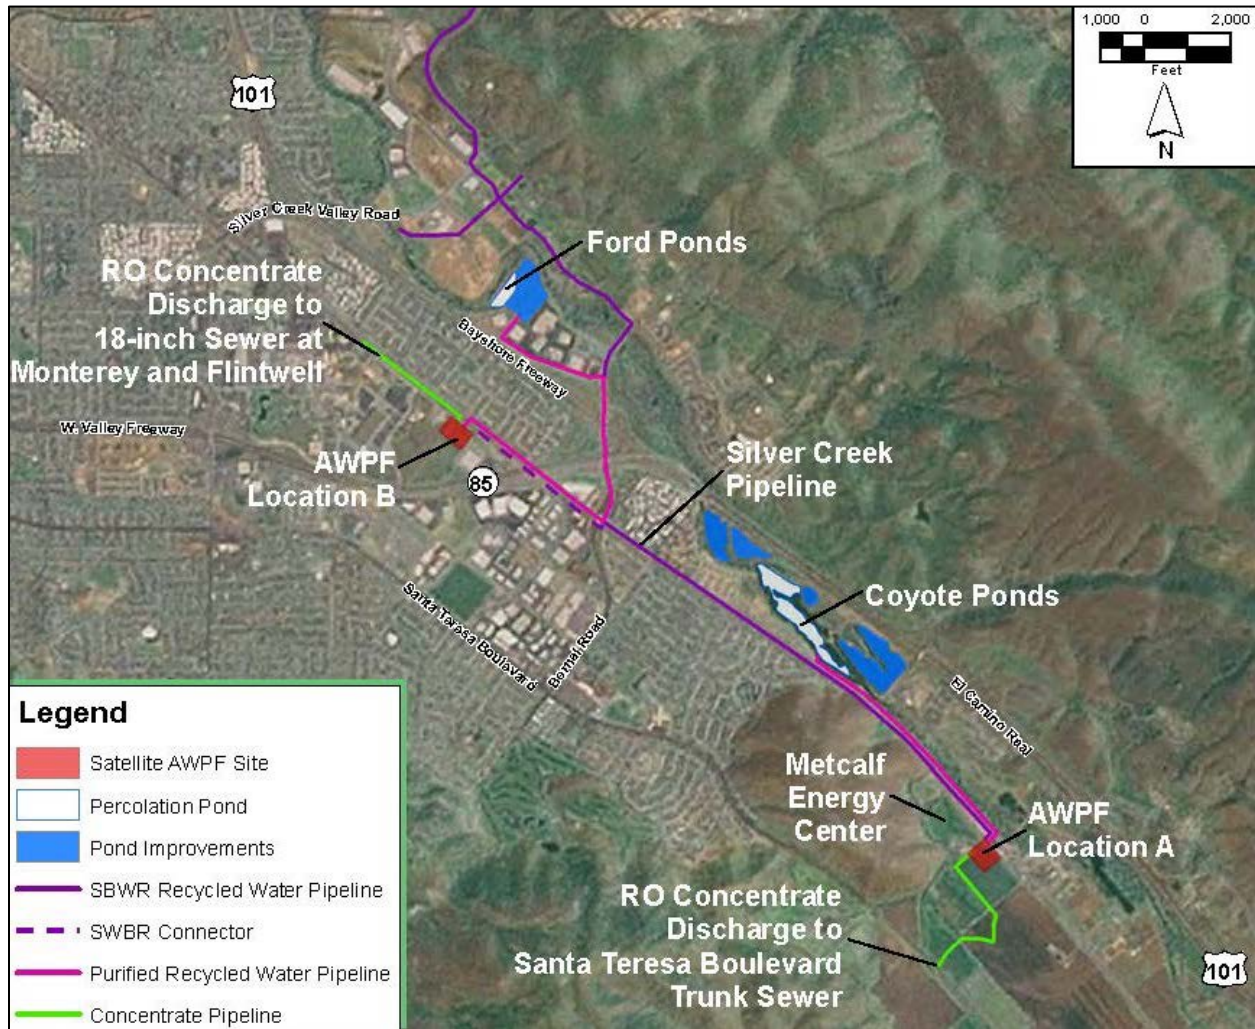 1,000 0 2,000
Feet
N
101
Silver Creek Valley Road
Ford Ponds
RO Concentrate
Discharge to
18-inch Sewer at
Monterey and Flintwell
Bayshore Freeway
W. Valley Freeway
AWPF
Location B
85
Silver Creek
Pipeline
Coyote Ponds
Santa Teresa Boulevard
Bernal Road
El Camino Real
Metcalf
Energy
Center
AWPF
Location A
RO Concentrate
Discharge to
Santa Teresa Boulevard
Trunk Sewer
101
Legend
Satellite AWPF Site
Percolation Pond
Pond Improvements
SBWR Recycled Water Pipeline
SWBR Connector
Purified Recycled Water Pipeline
Concentrate Pipeline